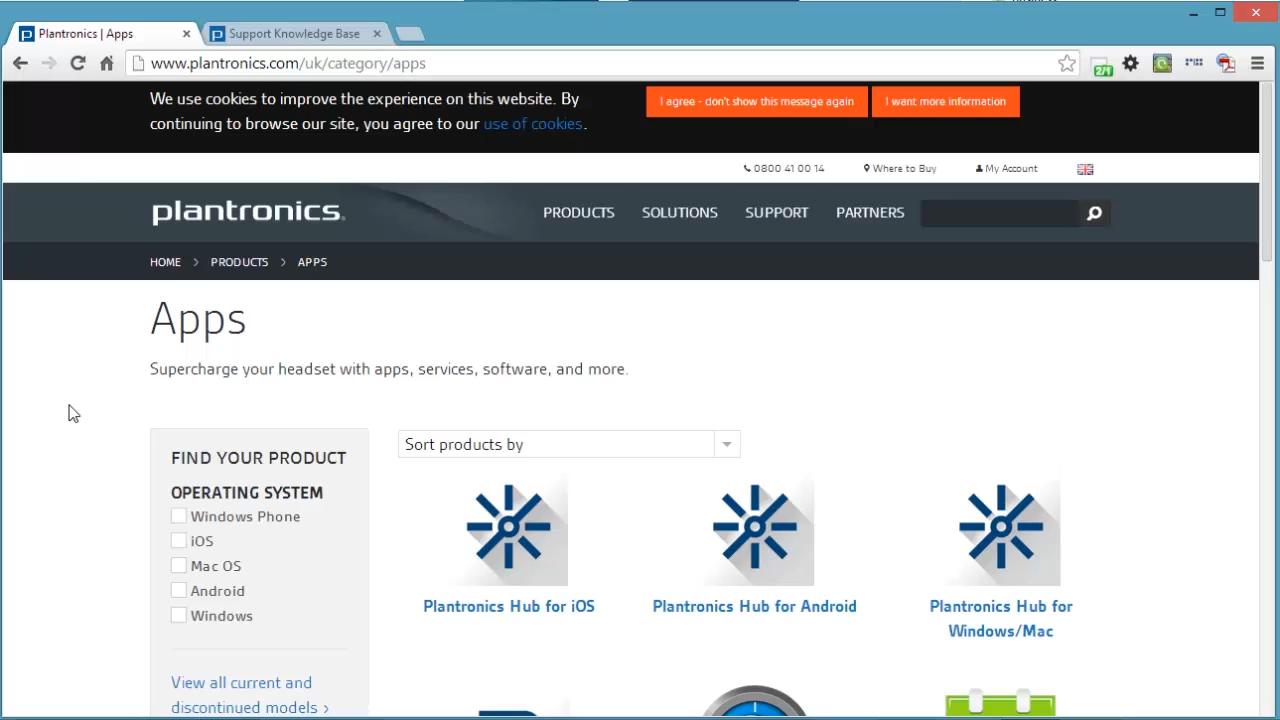 Plantronics | Apps
Support Knowledge Base
www.plantronics.com/uk/category/apps
2/1
We use cookies to improve the experience on this website. By
continuing to browse our site, you agree to our use of cookies.
I agree - don't show this message again
I want more information
0800 41 00 14
Where to Buy
My Account
plantronics.
PRODUCTS
SOLUTIONS
SUPPORT
PARTNERS
HOME > PRODUCTS > APPS
Apps
Supercharge your headset with apps, services, software, and more.
FIND YOUR PRODUCT
OPERATING SYSTEM
Windows Phone
iOS
Mac OS
Android
Windows
View all current and
discontinued models >
Sort products by
Plantronics Hub for iOS
Plantronics Hub for Android
Plantronics Hub for
Windows/Mac